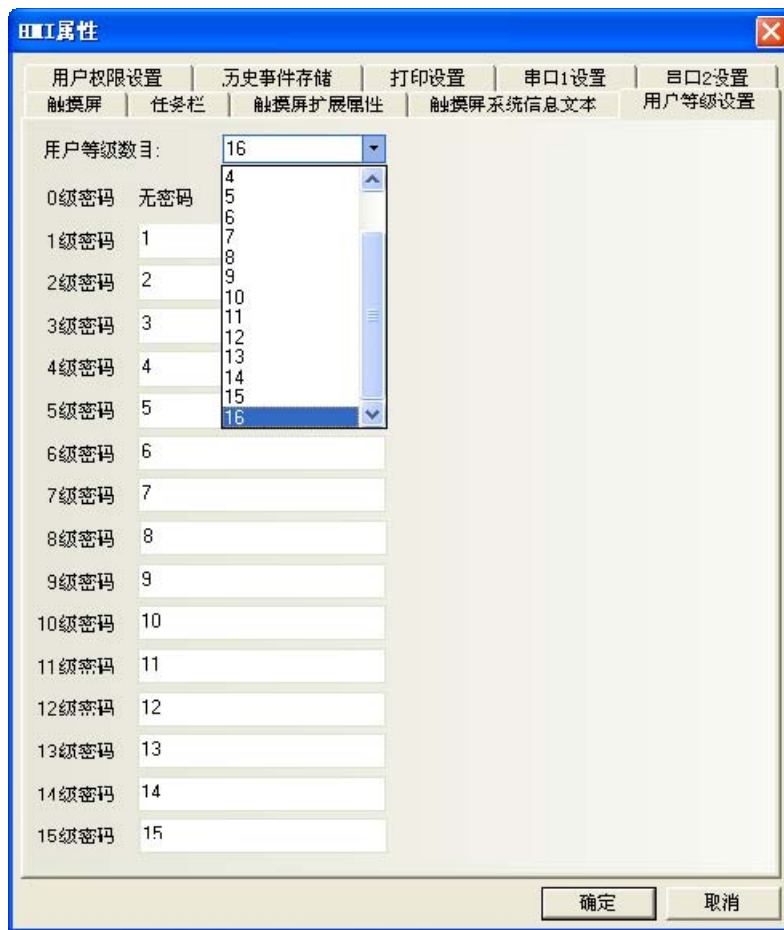 HMI属性
用户权限设置 历史事件存储 打印设置 串口1设置 串口2设置
触摸屏 任务栏 触摸屏扩展属性 触摸屏系统信息文本 用户等级设置
用户等级数目: 16
4
0级密码 无密码 5
6
1级密码 1 7
8
2级密码 2 9
10
3级密码 3 11
12
4级密码 4 13
14
5级密码 5 15
16
6级密码 6
7级密码 7
8级密码 8
9级密码 9
10级密码 10
11级密码 11
12级密码 12
13级密码 13
14级密码 14
15级密码 15
确定 取消